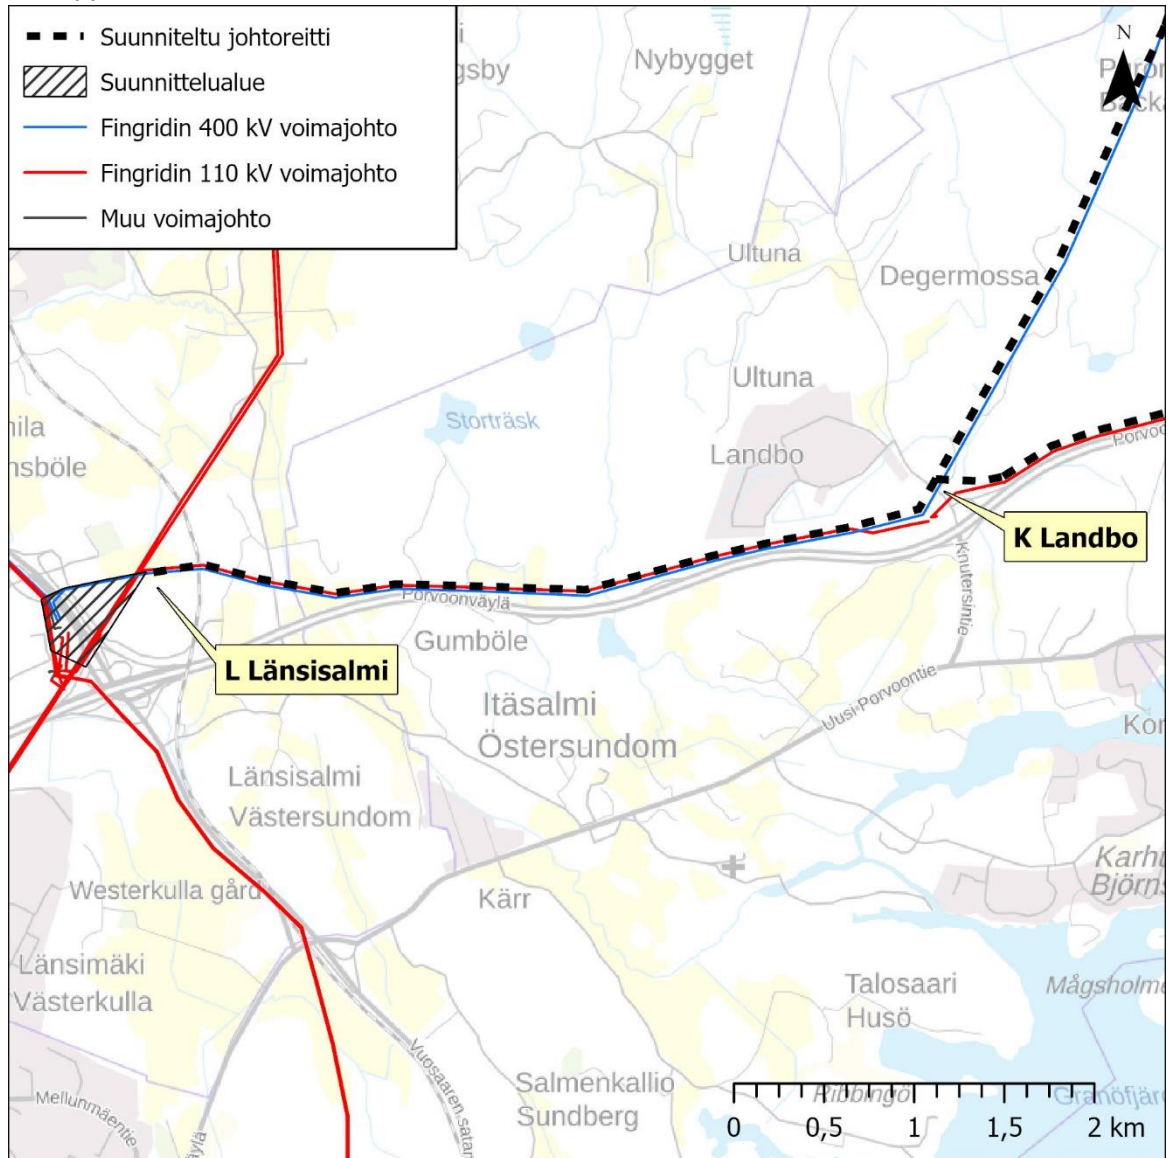 Suunniteltu johtoreitti
Suunnittelualue
Fingridin 400 kV voimajohto
Fingridin 110 kV voimajohto
Muu voimajohto
N
Nybygget
Ultuna
Degermossa
Ultuna
Storträsk
Landbo
K Landbo
Porvoonväylä
Knutersintie
Gumböle
L Länsisalmi
Itäsalmi
Östersundom
Uusi Porvoontie
Länsisalmi
Västersundom
Westerkulla gård
Kärr
Länsimäki
Västerkulla
Talosaari
Husö
Salmenkallio
Sundberg
Ribbingö
Mellunmäentie
0 0,5 1 1,5 2 km